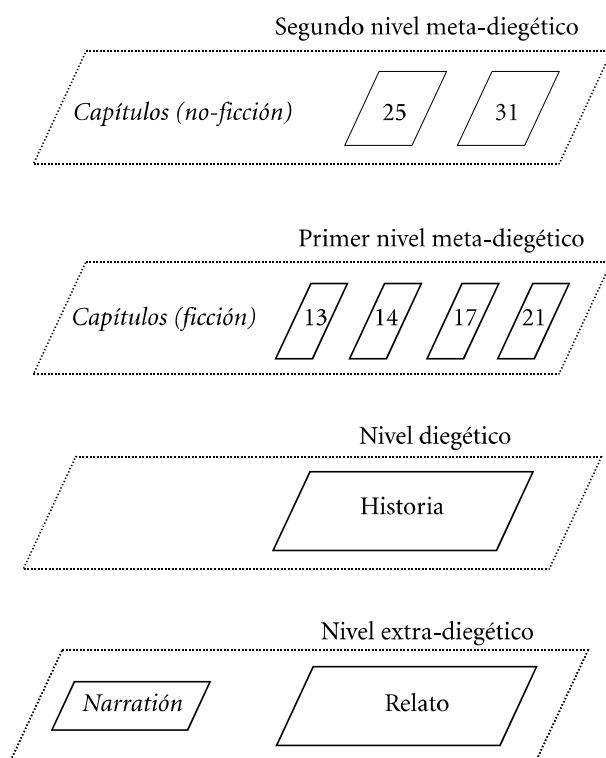 Segundo nivel meta-diegético
Capítulos (no-ficción) 25 31
Primer nivel meta-diegético
Capítulos (ficción) 13 14 17 21
Nivel diegético
Historia
Nivel extra-diegético
Narratión Relato